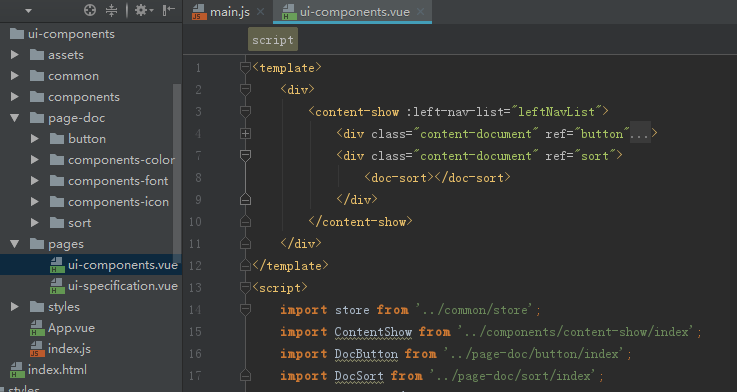 main.js
ui-components.vue
ui-components
assets
common
components
page-doc
button
components-color
components-font
components-icon
sort
pages
ui-components.vue
ui-specification.vue
styles
App.vue
index.js
index.html
styles
script
1 <template>
2 <div>
3 <content-show :left-nav-list="leftNavList">
4 <div class="content-document" ref="button"...>
7 <div class="content-document" ref="sort">
8 <doc-sort></doc-sort>
9 </div>
10 </content-show>
11 </div>
12 </template>
13 <script>
14 import store from '../common/store';
15 import ContentShow from '../components/content-show/index';
16 import DocButton from '../page-doc/button/index';
17 import DocSort from '../page-doc/sort/index';